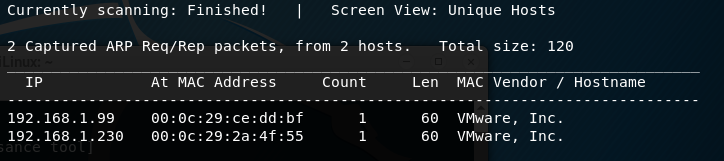 Currently scanning: Finished!   |   Screen View: Unique Hosts
2 Captured ARP Req/Rep packets, from 2 hosts.   Total size: 120
IP            At MAC Address     Count     Len  MAC Vendor / Hostname
192.168.1.99    00:0c:29:ce:dd:bf      1      60  VMware, Inc.
192.168.1.230   00:0c:29:2a:4f:55      1      60  VMware, Inc.